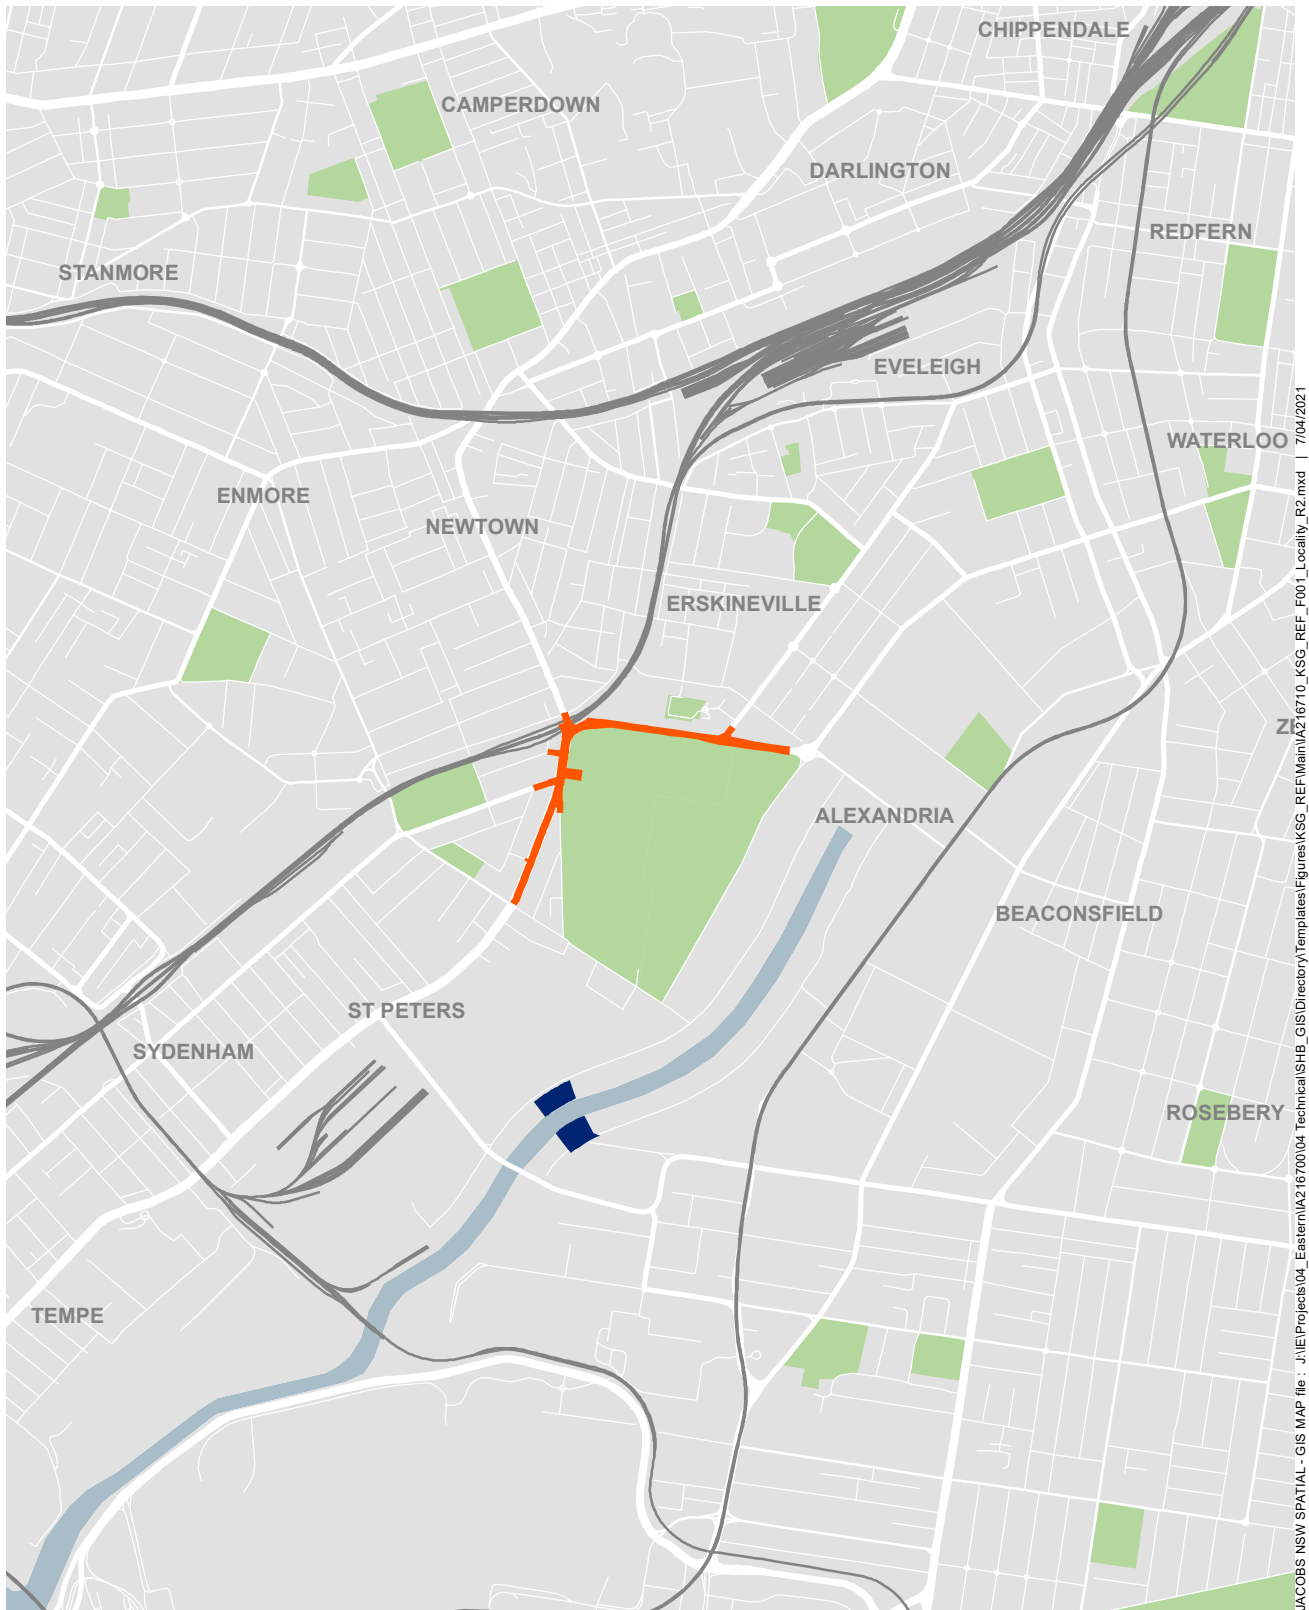 CHIPPENDALE
CAMPERDOWN
DARLINGTON
REDFERN
STANMORE
EVELEIGH
WATERLOO
ENMORE
NEWTOWN
ERSKINEVILLE
ZE
ALEXANDRIA
BEACONSFIELD
ST PETERS
SYDENHAM
ROSEBERY
TEMPE
JACOBS NSW SPATIAL - GIS MAP file : J:\IE\Projects\04_Eastern\IA216700\04 Technical\SHB_GIS\Directory\Templates\Figures\KSG_REF\Main\IA216710_KSG_REF_F001_Locality_R2.mxd | 7/04/2021